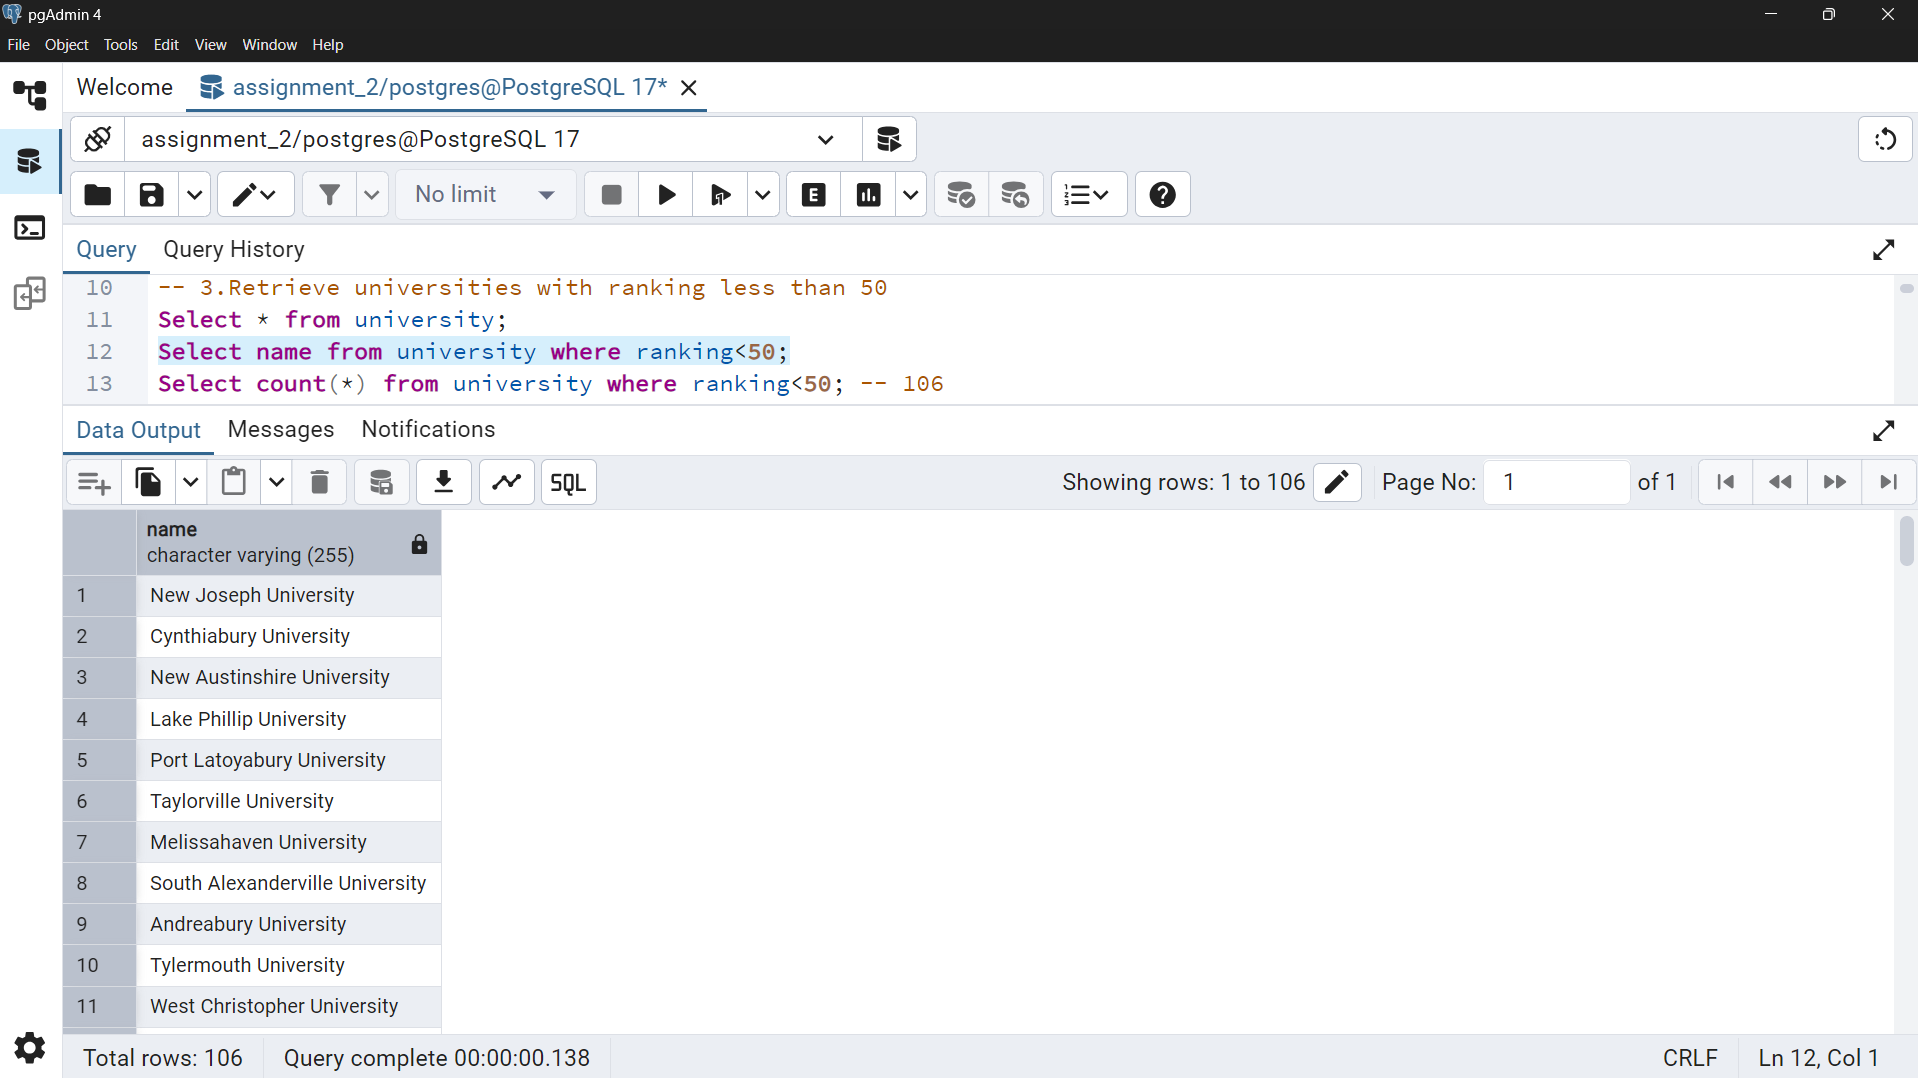 pgAdmin 4
File Object Tools Edit View Window Help
Welcome assignment_2/postgres@PostgreSQL 17*
assignment_2/postgres@PostgreSQL 17
No limit E
Query Query History
10 -- 3.Retrieve universities with ranking less than 50
11 Select * from university;
12 Select name from university where ranking<50;
13 Select count(*) from university where ranking<50; -- 106
Data Output Messages Notifications
SQL Showing rows: 1 to 106 Page No: 1 of 1
name
character varying (255)
1 New Joseph University
2 Cynthiabury University
3 New Austinshire University
4 Lake Phillip University
5 Port Latoyabury University
6 Taylorville University
7 Melissahaven University
8 South Alexanderville University
9 Andreabury University
10 Tylermouth University
11 West Christopher University
Total rows: 106 Query complete 00:00:00.138 CRLF Ln 12, Col 1